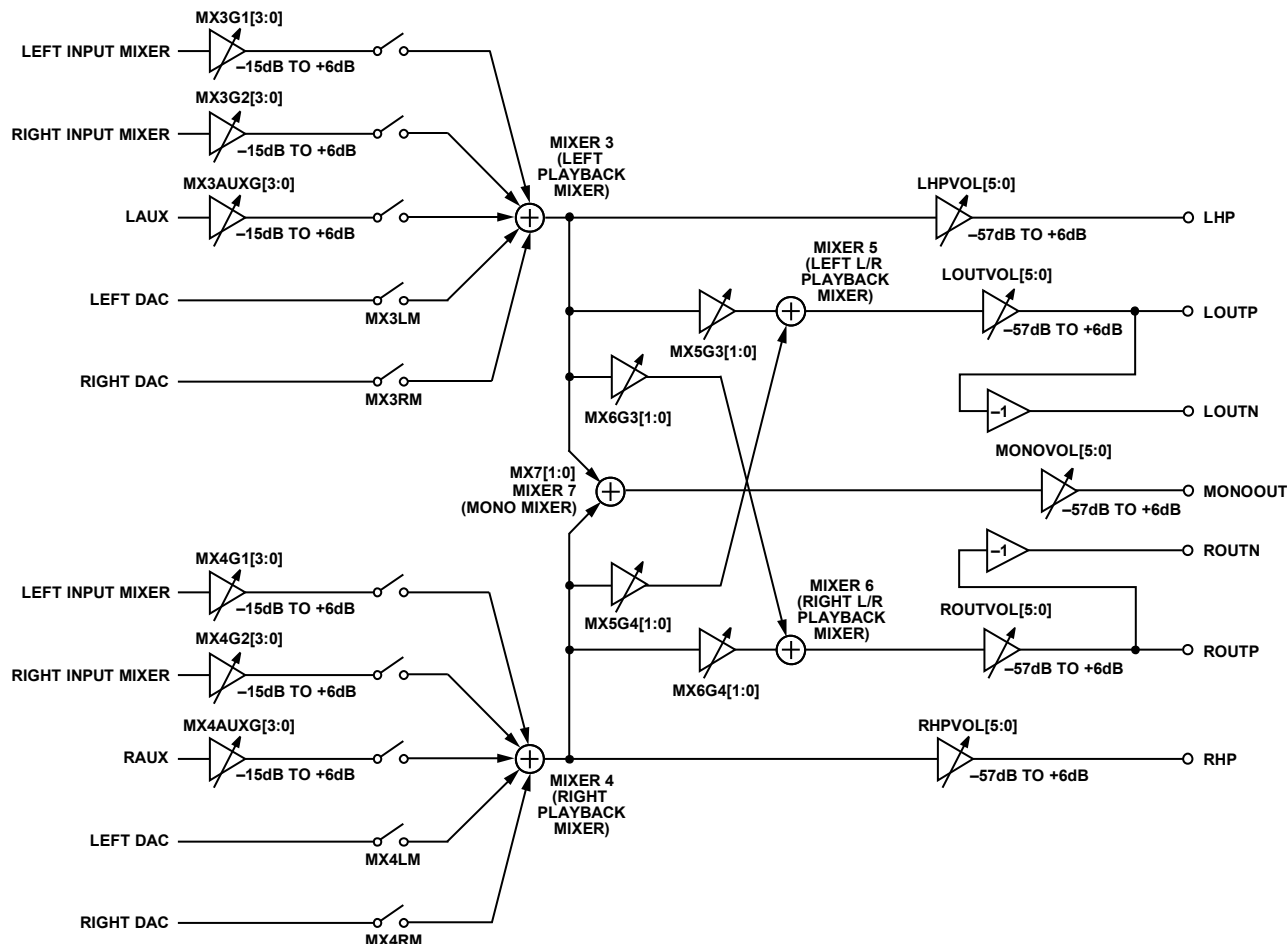 MX3G1[3:0]
LEFT INPUT MIXER
–15dB TO +6dB
MX3G2[3:0]
RIGHT INPUT MIXER
–15dB TO +6dB
MX3AUXG[3:0]
LAUX
–15dB TO +6dB
LEFT DAC
MX3LM
RIGHT DAC
MX3RM
MIXER 3
(LEFT
PLAYBACK
MIXER)
LHPVOL[5:0]
–57dB TO +6dB
LHP
MIXER 5
(LEFT L/R
PLAYBACK
MIXER)
LOUTVOL[5:0]
–57dB TO +6dB
LOUTP
MX5G3[1:0]
MX6G3[1:0]
–1
LOUTN
MX7[1:0]
MIXER 7
(MONO MIXER)
MONOVOL[5:0]
–57dB TO +6dB
MONOOUT
–1
ROUTN
MX5G4[1:0]
MIXER 6
(RIGHT L/R
PLAYBACK
MIXER)
ROUTVOL[5:0]
–57dB TO +6dB
ROUTP
MX6G4[1:0]
MX4G1[3:0]
LEFT INPUT MIXER
–15dB TO +6dB
MX4G2[3:0]
RIGHT INPUT MIXER
–15dB TO +6dB
MX4AUXG[3:0]
RAUX
–15dB TO +6dB
RHPVOL[5:0]
–57dB TO +6dB
RHP
MIXER 4
(RIGHT
PLAYBACK
MIXER)
LEFT DAC
MX4LM
RIGHT DAC
MX4RM